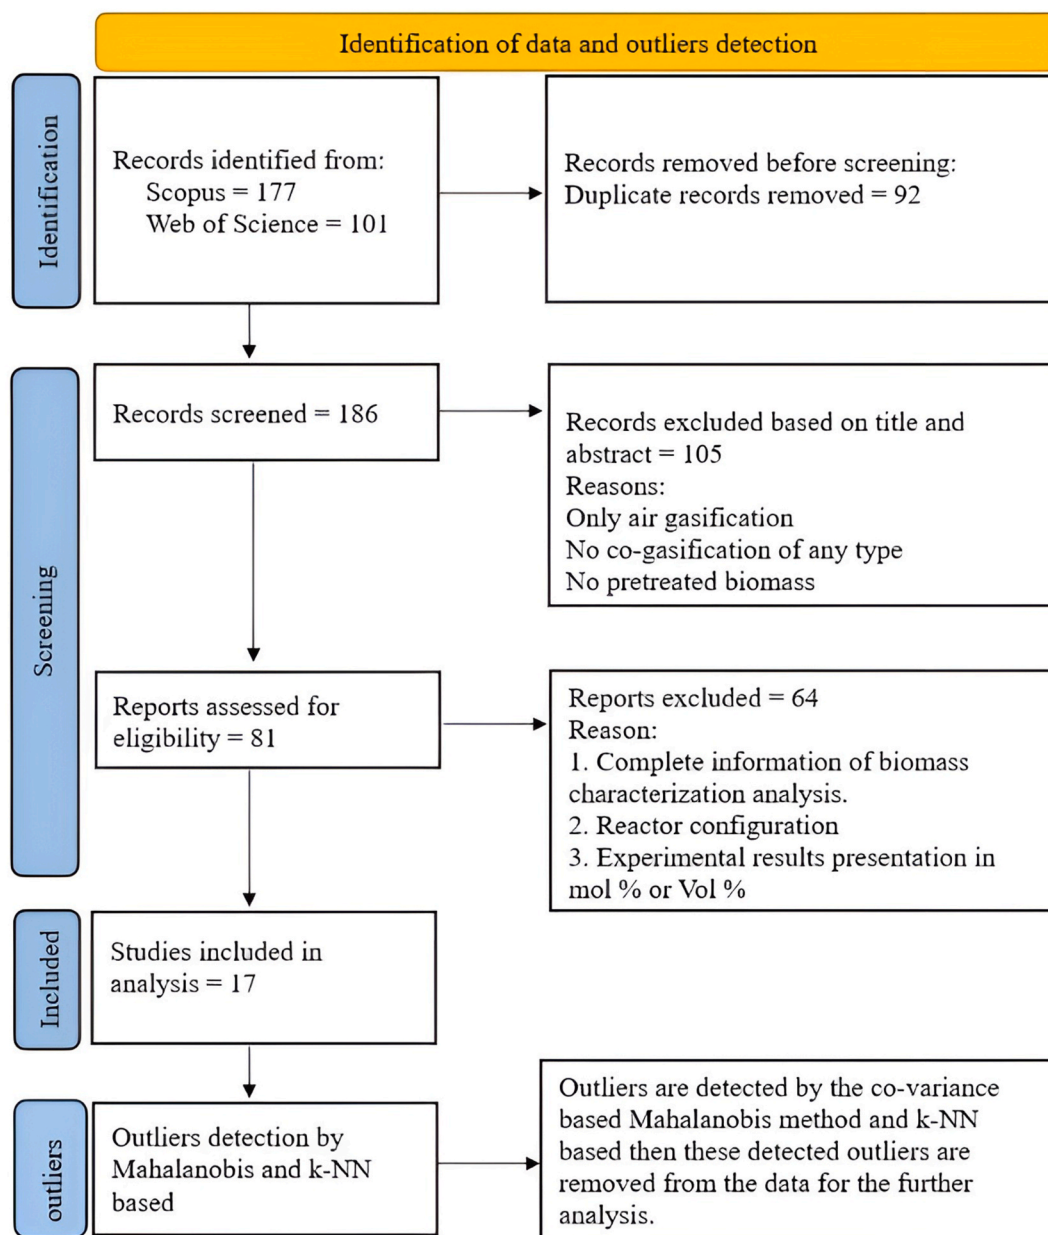 Identification of data and outliers detection
Identification
Records identified from:
Scopus = 177
Web of Science = 101
Records removed before screening:
Duplicate records removed = 92
Screening
Records screened = 186
Records excluded based on title and
abstract = 105
Reasons:
Only air gasification
No co-gasification of any type
No pretreated biomass
Reports assessed for
eligibility = 81
Reports excluded = 64
Reason:
1. Complete information of biomass
characterization analysis.
2. Reactor configuration
3. Experimental results presentation in
mol % or Vol %
Included
Studies included in
analysis = 17
outliers
Outliers detection by
Mahalanobis and k-NN
based
Outliers are detected by the co-variance
based Mahalanobis method and k-NN
based then these detected outliers are
removed from the data for the further
analysis.